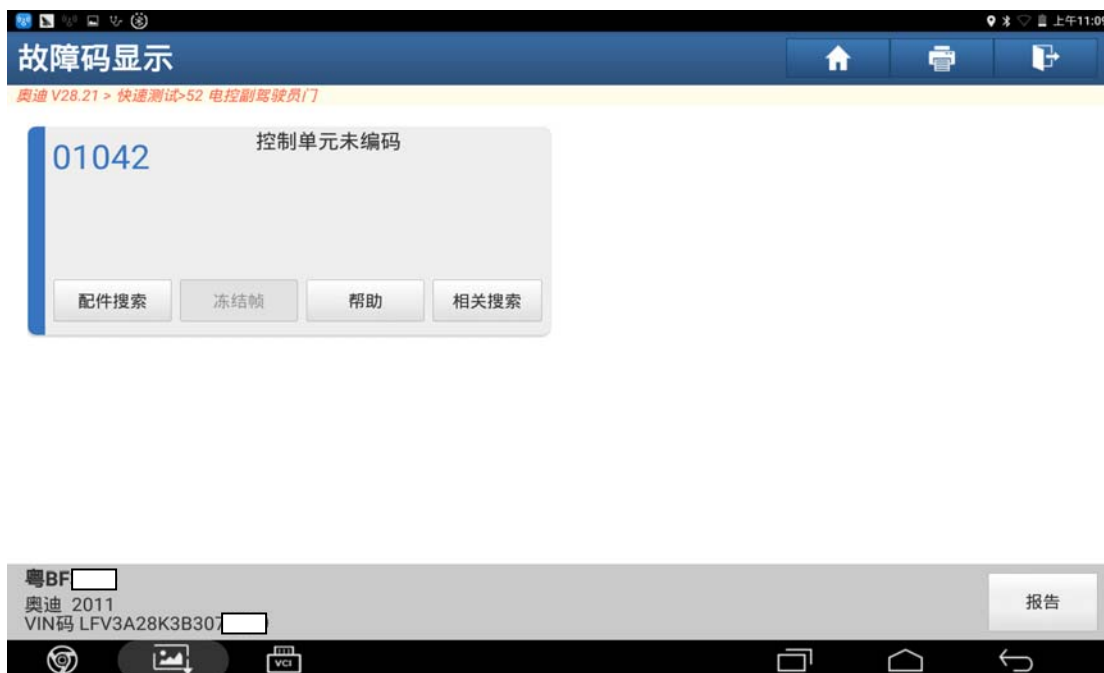 上午11:09
故障码显示
奥迪 V28.21 > 快速测试>52 电控副驾驶员门
01042
控制单元未编码
配件搜索
冻结帧
帮助
相关搜索
粤BF
奥迪 2011
VIN码 LFV3A28K3B307
报告
VCI